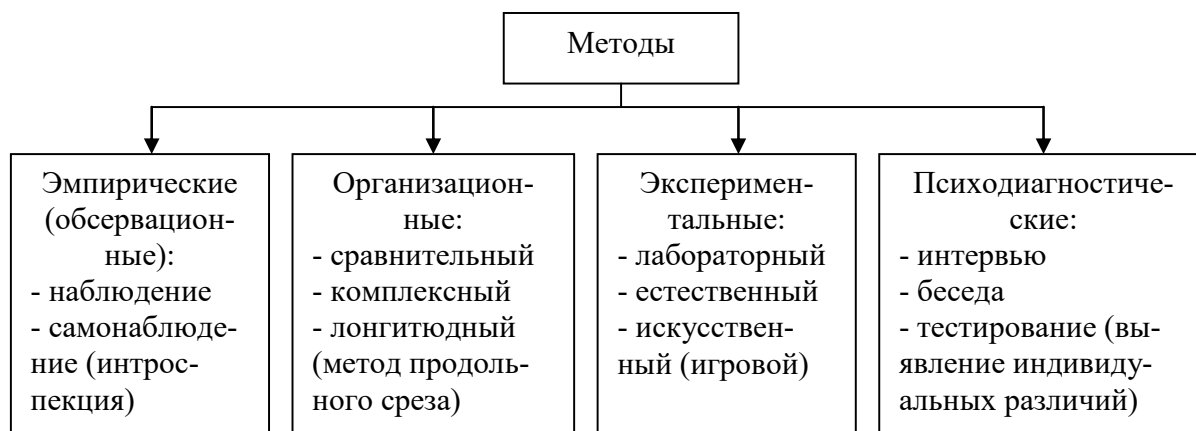 Методы
Эмпирические
(обсервацион-
ные):
- наблюдение
- самонаблюде-
ние (интрос-
пекция)
Организацион-
ные:
- сравнительный
- комплексный
- лонгитюдный
(метод продоль-
ного среза)
Эксперимен-
тальные:
- лабораторный
- естественный
- искусствен-
ный (игровой)
Психодиагностиче-
ские:
- интервью
- беседа
- тестирование (вы-
явление индивиду-
альных различий)